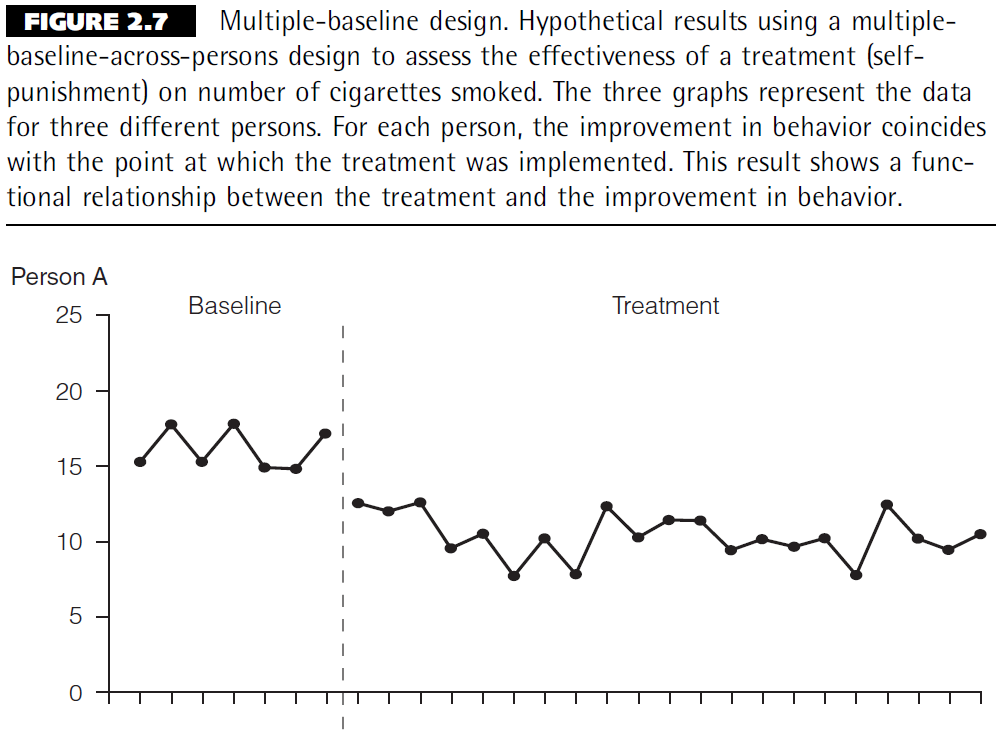 FIGURE 2.7 Multiple-baseline design. Hypothetical results using a multiple-
baseline-across-persons design to assess the effectiveness of a treatment (self-
punishment) on number of cigarettes smoked. The three graphs represent the data
for three different persons. For each person, the improvement in behavior coincides
with the point at which the treatment was implemented. This result shows a func-
tional relationship between the treatment and the improvement in behavior.
Person A
Baseline Treatment
25
20
15
10
5
0